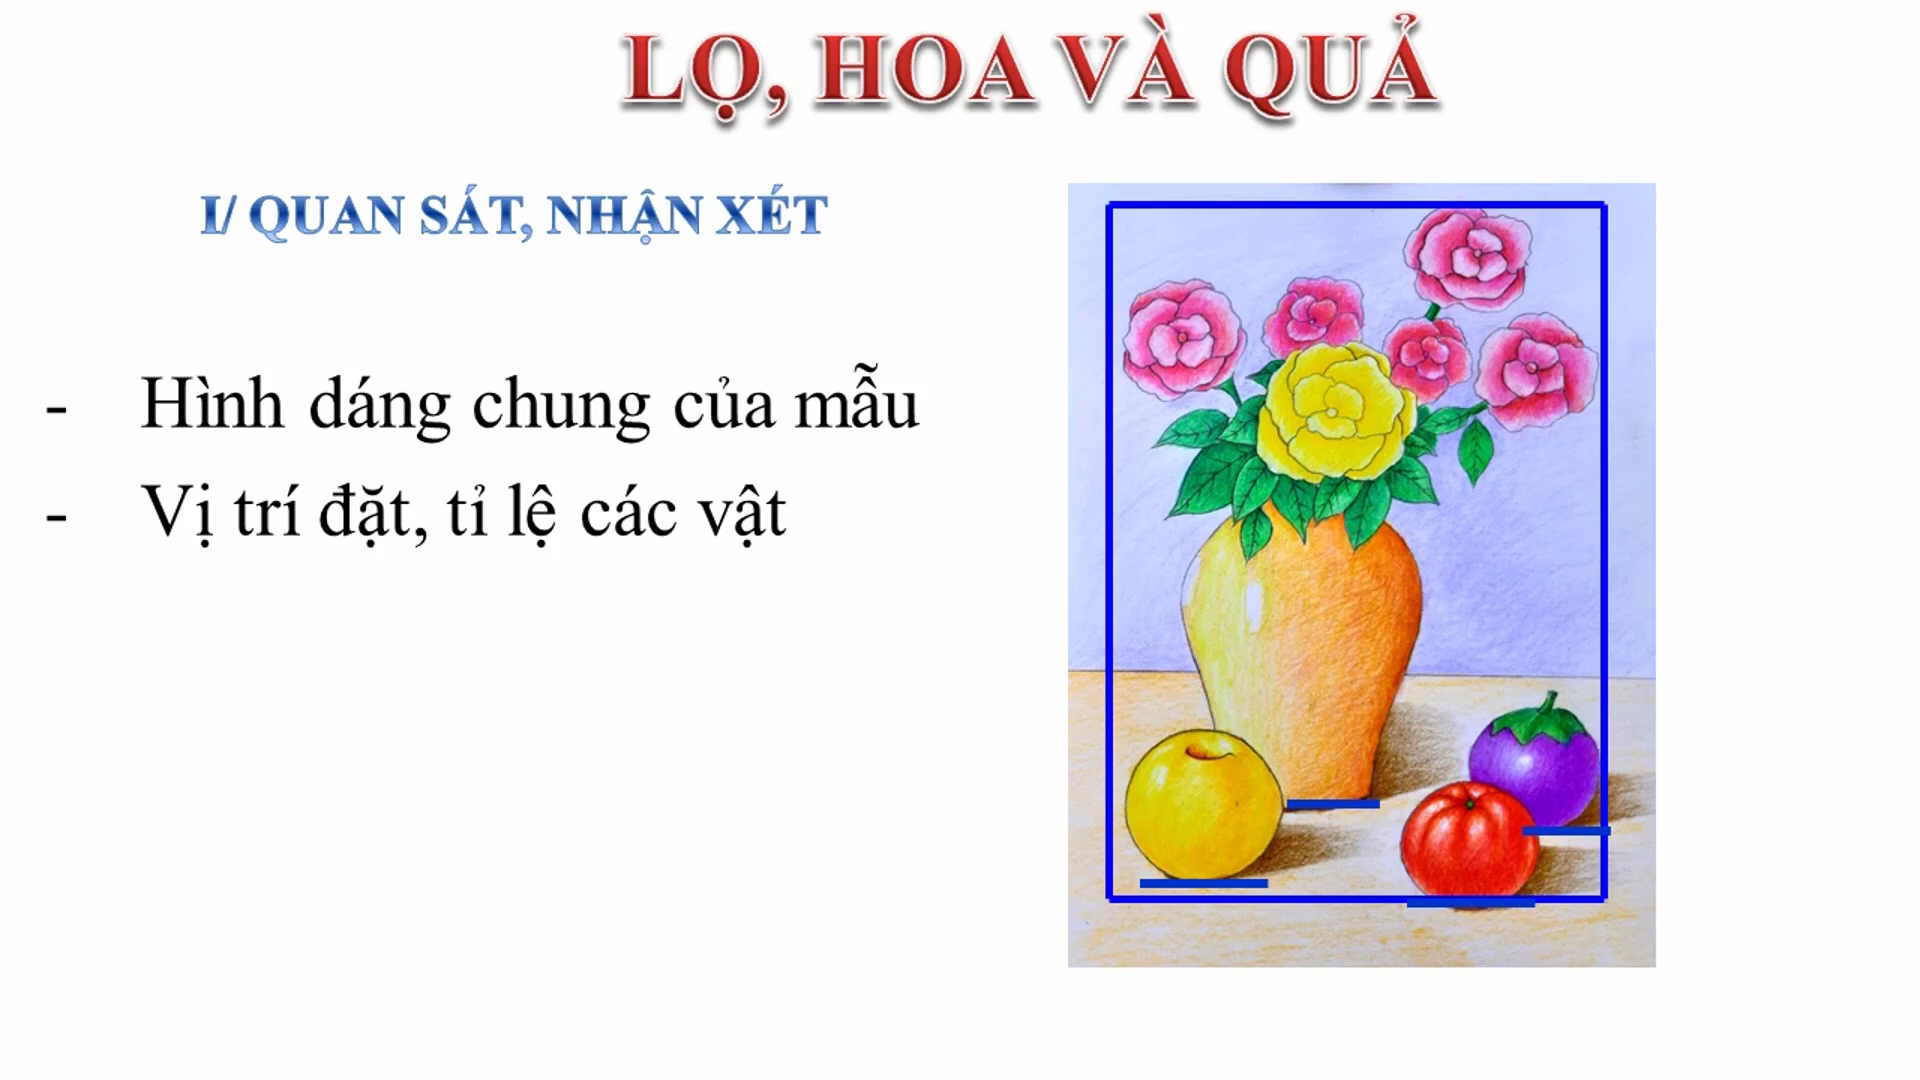 LỌ, HOA VÀ QUẢ
I/ QUAN SÁT, NHẬN XÉT
- Hình dáng chung của mẫu
- Vị trí đặt, tỉ lệ các vật